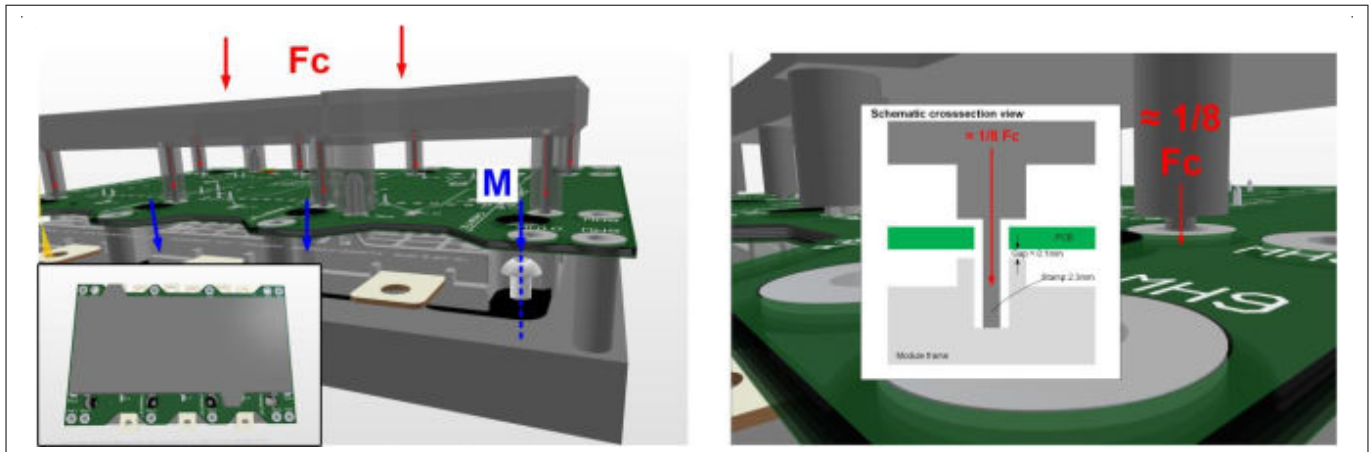 Fc
M
Schematic crosssection view
≈ 1/8 Fc
PCB
Gap ≈ 0.1mm
Stamp 2.3mm
Module frame
≈ 1/8
Fc
MH9